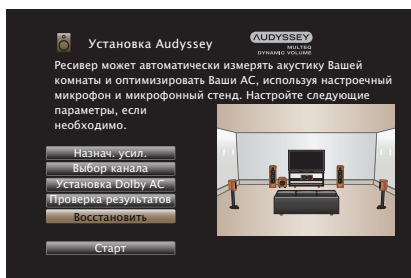 Установка Audyssey
AUDYSSEY
MULTEQ
DYNAMIC VOLUME
Ресивер может автоматически измерять акустику Вашей
комнаты и оптимизировать Ваши АС, используя настроечный
микрофон и микрофонный стенд. Настройте следующие
параметры, если
необходимо.
Назнач. усил.
Выбор канала
Установка Dolby АС
Проверка результатов
Восстановить
Старт